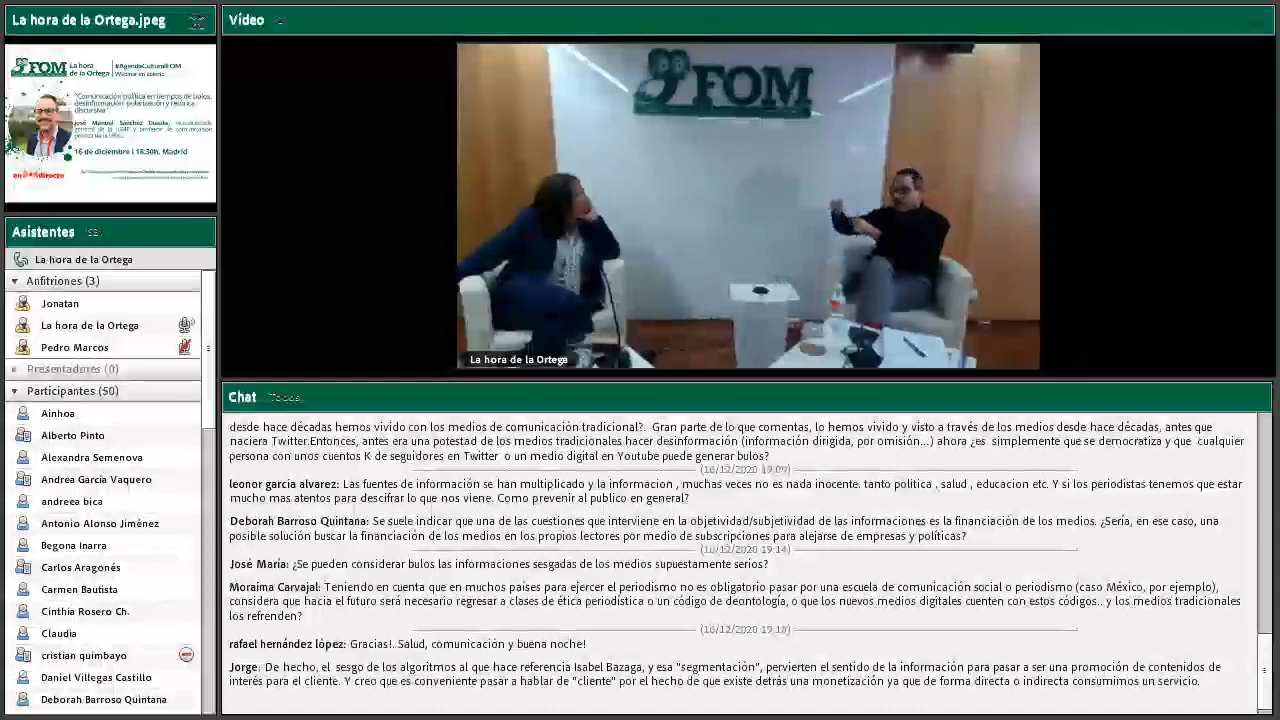 La hora de la Ortega.jpeg
FOM La hora de la Ortega
#AgendaCulturalFOM
Webinar en abierto
"Comunicación política en tiempos de bulos,
desinformación, polarización y retórica
discursiva"
José Manuel Sánchez Duarte,
16 de diciembre | 18:30h. Madrid
Asistentes
La hora de la Ortega
Anfitriones (3)
Jonatan
La hora de la Ortega
Pedro Marcos
Presentadores (0)
Participantes (50)
Ainhoa
Alberto Pinto
Alexandra Semenova
Andrea García Vaquero
andreea bica
Antonio Alonso Jiménez
Begona Inarra
Carlos Aragonés
Carmen Bautista
Cinthia Rosero Ch.
Claudia
cristian quimbayo
Daniel Villegas Castillo
Deborah Barroso Quintana
Vídeo
FOM
La hora de la Ortega
Chat
desde hace décadas hemos vivido con los medios de comunicación tradicional?. Gran parte de lo que comentas, lo hemos vivido y visto a través de los medios desde hace décadas, antes que
naciera Twitter.Entonces, antes era una potestad de los medios tradicionales hacer desinformación (información dirigida, por omisión...) ahora ¿es simplemente que se democratiza y que cualquier
persona con unos cuentos K de seguidores en Twitter o un medio digital en Youtube puede generar bulos?
(16/12/2020 19:09)
leonor garcia alvarez: Las fuentes de información se han multiplicado y la informacion , muchas veces no es nada inocente. tanto politica , salud , educacion etc. Y si los periodistas tenemos que estar
mucho mas atentos para descifrar lo que nos viene. Como prevenir al publico en general?
Deborah Barroso Quintana: Se suele indicar que una de las cuestiones que interviene en la objetividad/subjetividad de las informaciones es la financiación de los medios. ¿Sería, en ese caso, una
posible solución buscar la financiación de los medios en los propios lectores por medio de subscripciones para alejarse de empresas y políticas?
(16/12/2020 19:14)
José María: ¿Se pueden considerar bulos las informaciones sesgadas de los medios supuestamente serios?
Moraima Carvajal: Teniendo en cuenta que en muchos paises para ejercer el periodismo no es obligatorio pasar por una escuela de comunicación social o periodismo (caso México, por ejemplo),
considera que hacia el futuro será necesario regresar a clases de ética periodística o un código de deontología, o que los nuevos medios digitales cuenten con estos códigos.. y los medios tradicionales
los refrenden?
(16/12/2020 19:18)
rafael hernández lópez: Gracias!. Salud, comunicación y buena noche!
Jorge: De hecho, el sesgo de los algoritmos al que hace referencia Isabel Bazaga, y esa "segmentación", pervierten el sentido de la información para pasar a ser una promoción de contenidos de
interés para el cliente. Y creo que es conveniente pasar a hablar de "cliente" por el hecho de que existe detrás una monetización ya que de forma directa o indirecta consumimos un servicio.